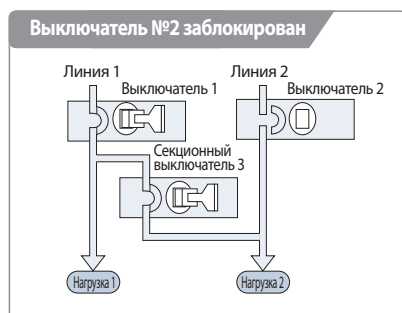 Выключатель №2 заблокирован
Линия 1
Линия 2
Выключатель 1
Выключатель 2
Секционный
выключатель 3
Нагрузка 1
Нагрузка 2